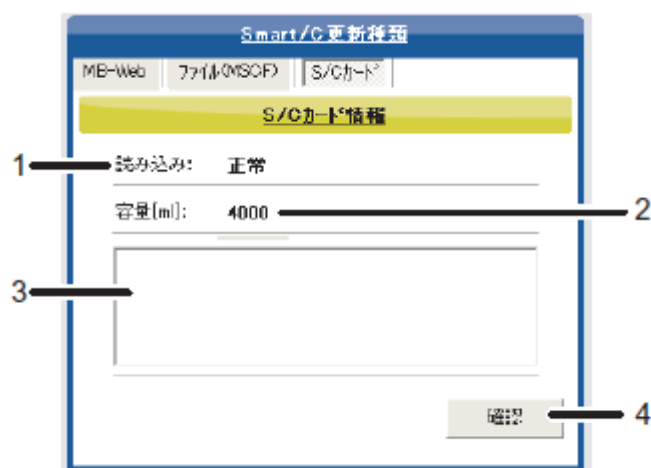 Smart/C更新種類
MB-Web ファイル(MSCF) S/Cカード
S/Cカード情報
1 読み込み: 正常
容量[ml]: 4000 2
3
確認 4